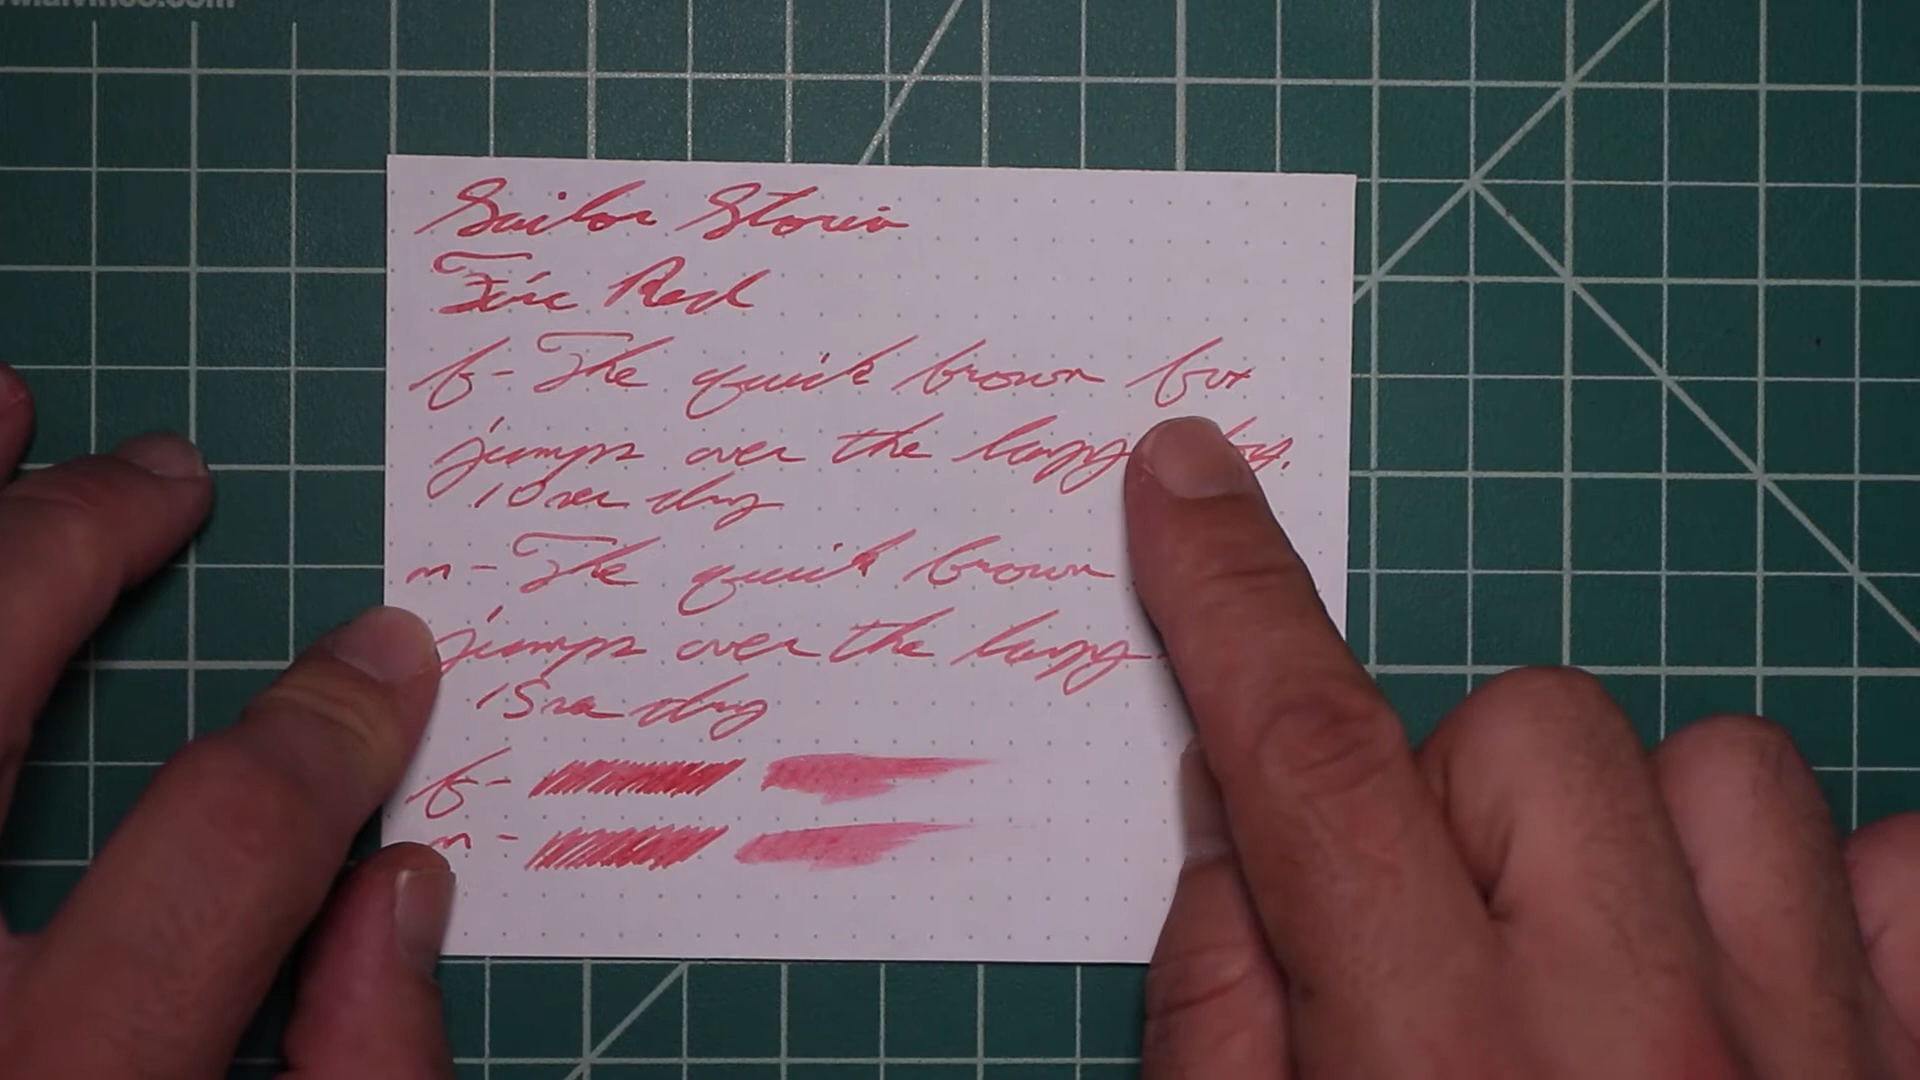 Sailor Storia
Fire Red
f- The quick brown fox
jumps over the lazy
10 sec dry
m- The quick brown
jumps over the lazy
15 sec dry
f-
m-